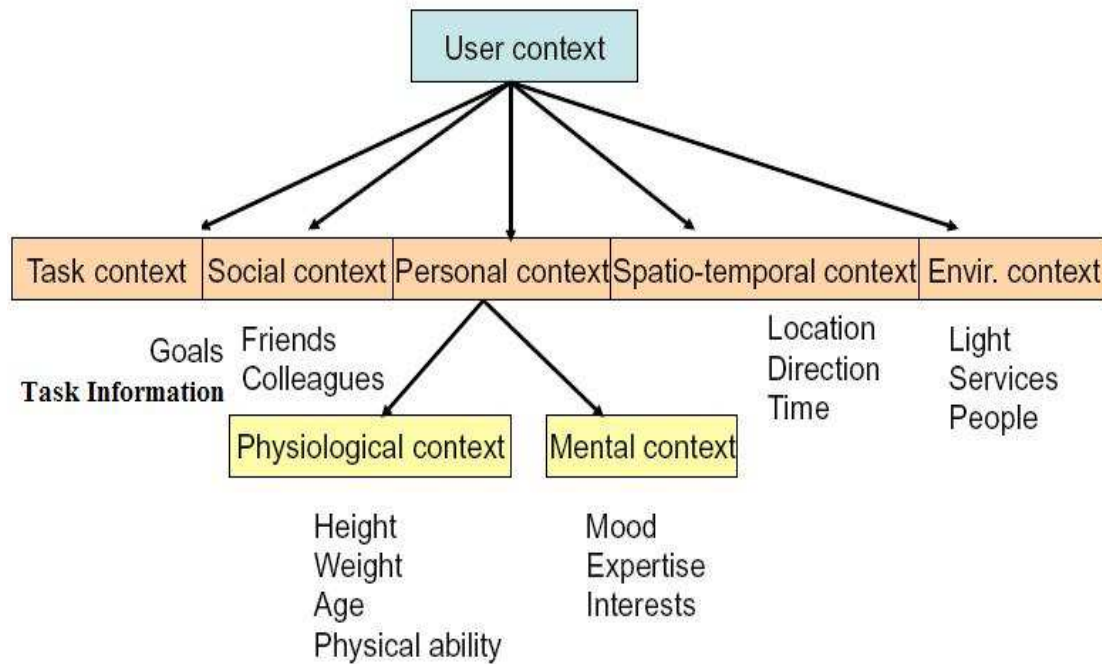 User context
Task context
Social context
Personal context
Spatio-temporal context
Envir. context
Goals
Task Information
Friends
Colleagues
Location
Direction
Time
Light
Services
People
Physiological context
Mental context
Height
Weight
Age
Physical ability
Mood
Expertise
Interests